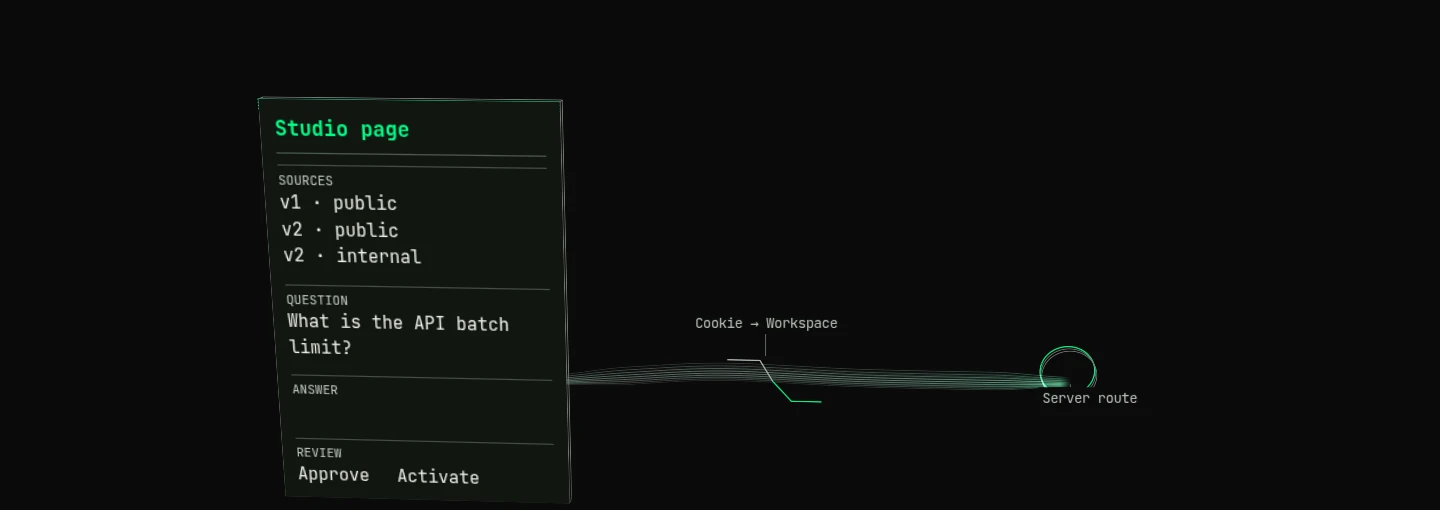 Studio page
SOURCES
v1 · public
v2 · public
v2 · internal
QUESTION
What is the API batch
limit?
ANSWER
REVIEW
Approve Activate
Cookie → Workspace
Server route